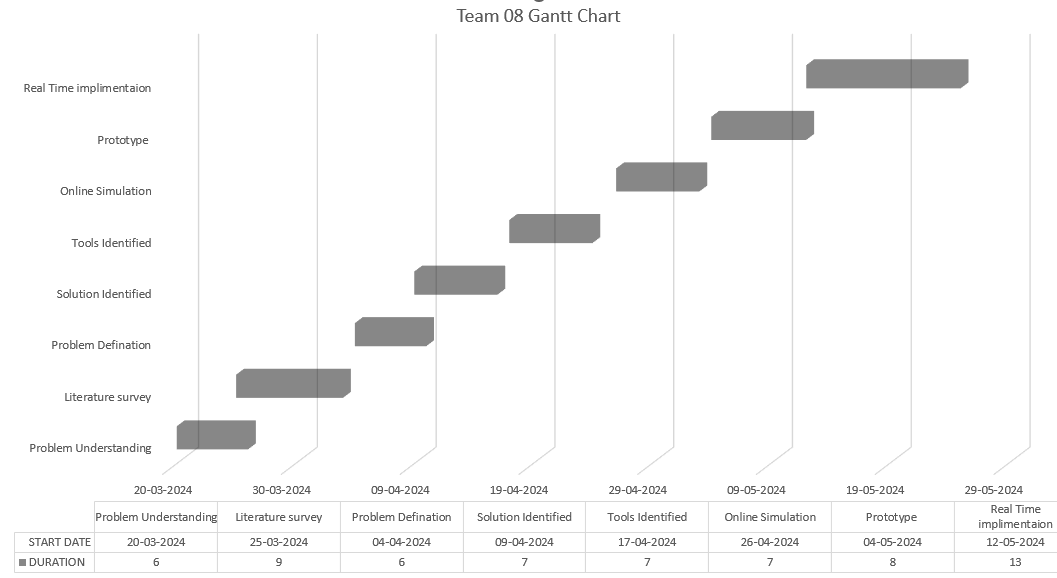 Team 08 Gantt Chart
Real Time implimentaion
Prototype
Online Simulation
Tools Identified
Solution Identified
Problem Defination
Literature survey
Problem Understanding
20-03-2024 30-03-2024 09-04-2024 19-04-2024 29-04-2024 09-05-2024 19-05-2024 29-05-2024
Problem Understanding Literature survey Problem Defination Solution Identified Tools Identified Online Simulation Prototype Real Time
implimentaion
START DATE 20-03-2024 25-03-2024 04-04-2024 09-04-2024 17-04-2024 26-04-2024 04-05-2024 12-05-2024
DURATION 6 9 6 7 7 7 8 13